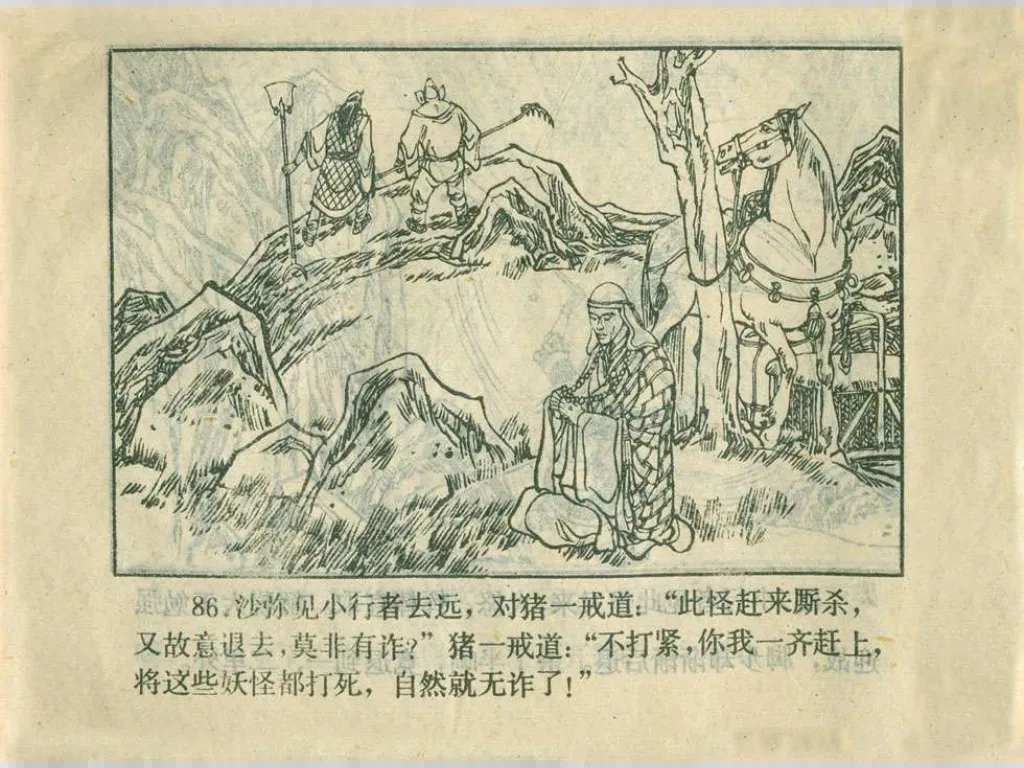 86.沙弥见小行者去远，对猪一戒道：“此怪赶来厮杀，
又故意退去，莫非有诈？”猪一戒道：“不打紧，你我一齐赶上，
将这些妖怪都打死，自然就无诈了！”